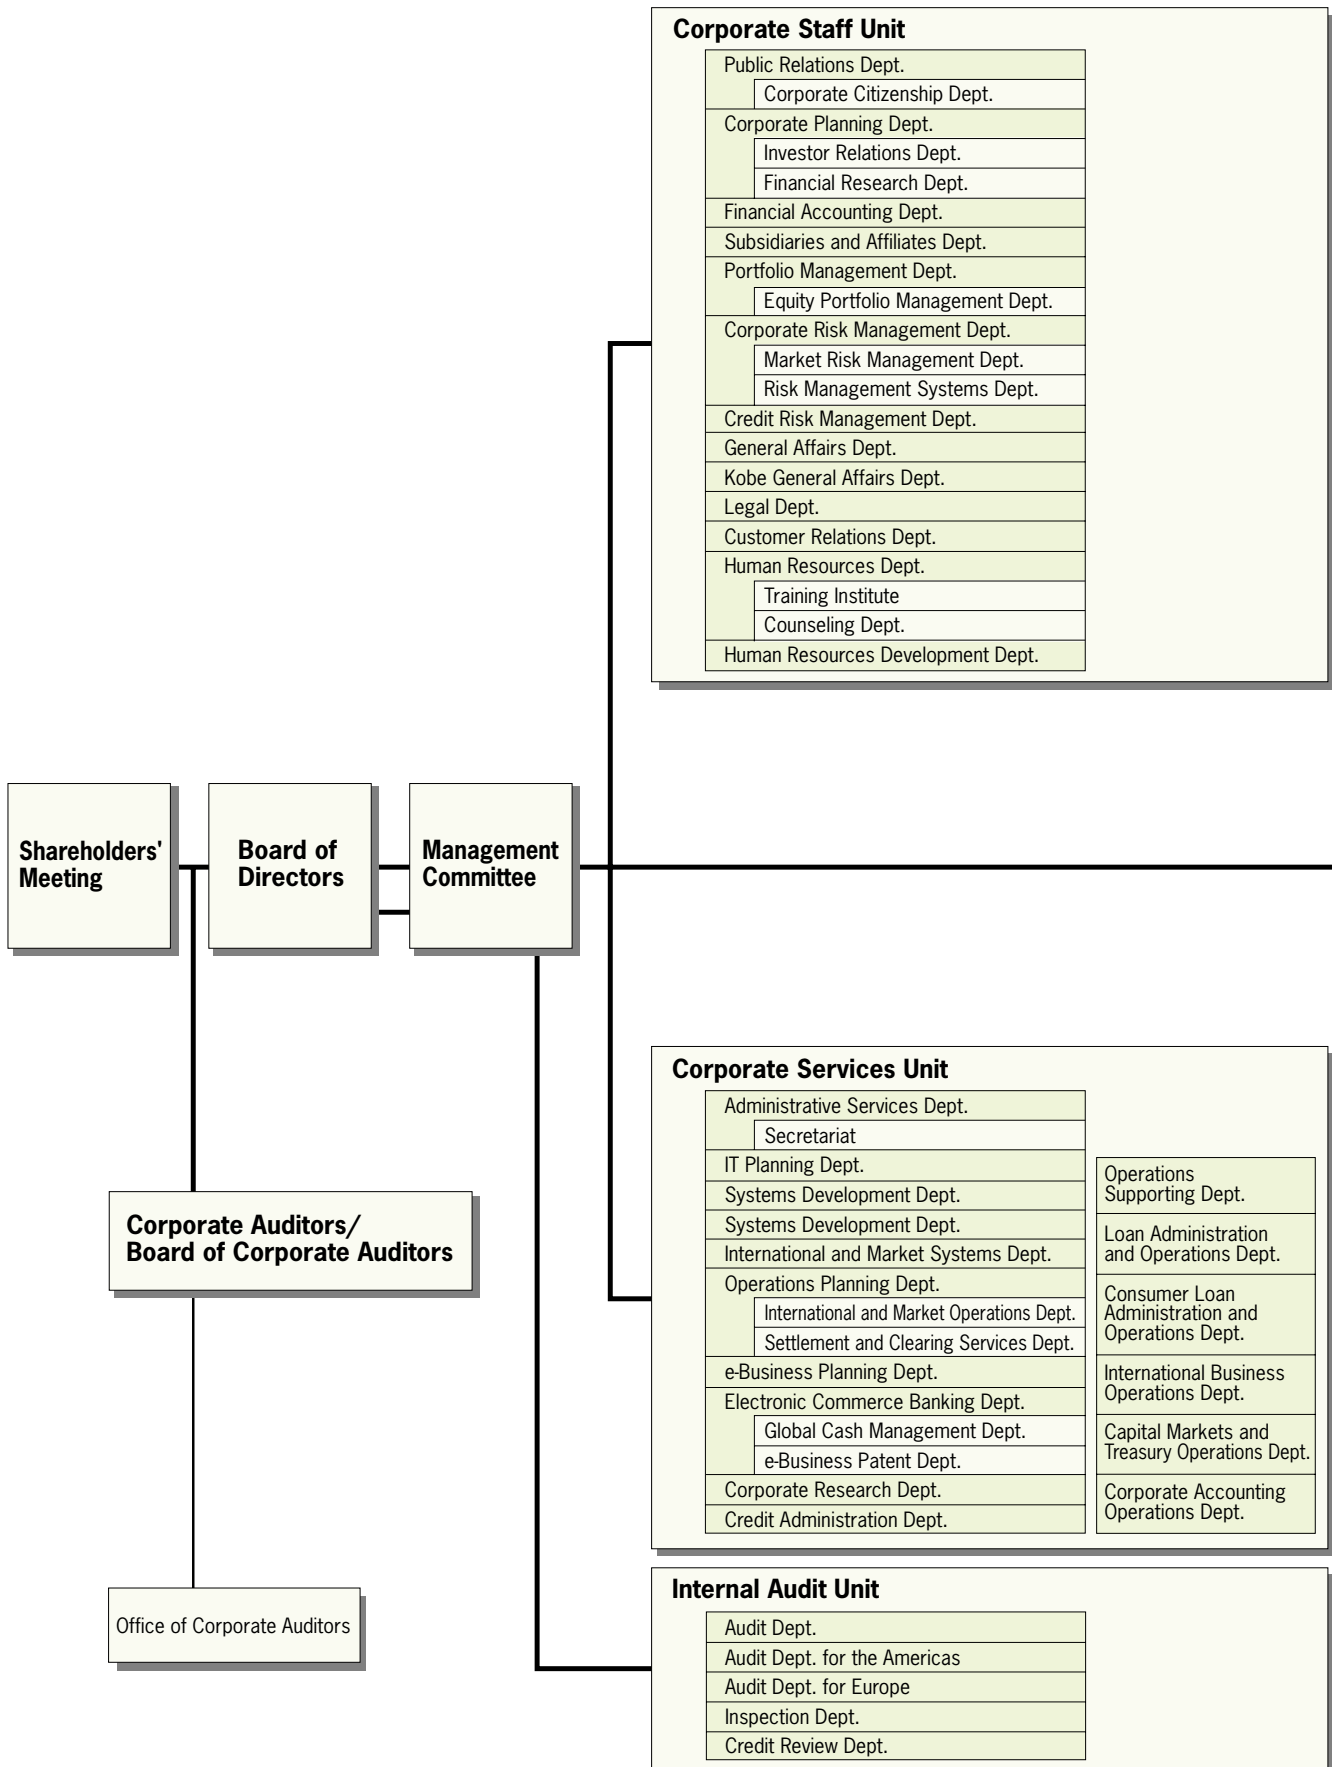 Corporate Staff Unit
Public Relations Dept.
Corporate Citizenship Dept.
Corporate Planning Dept.
Investor Relations Dept.
Financial Research Dept.
Financial Accounting Dept.
Subsidiaries and Affiliates Dept.
Portfolio Management Dept.
Equity Portfolio Management Dept.
Corporate Risk Management Dept.
Market Risk Management Dept.
Risk Management Systems Dept.
Credit Risk Management Dept.
General Affairs Dept.
Kobe General Affairs Dept.
Legal Dept.
Customer Relations Dept.
Human Resources Dept.
Training Institute
Counseling Dept.
Human Resources Development Dept.
Shareholders'
Meeting
Board of
Directors
Management
Committee
Corporate Auditors/
Board of Corporate Auditors
Office of Corporate Auditors
Corporate Services Unit
Administrative Services Dept.
Secretariat
IT Planning Dept.
Systems Development Dept.
Systems Development Dept.
International and Market Systems Dept.
Operations Planning Dept.
International and Market Operations Dept.
Settlement and Clearing Services Dept.
e-Business Planning Dept.
Electronic Commerce Banking Dept.
Global Cash Management Dept.
e-Business Patent Dept.
Corporate Research Dept.
Credit Administration Dept.
Operations
Supporting Dept.
Loan Administration
and Operations Dept.
Consumer Loan
Administration and
Operations Dept.
International Business
Operations Dept.
Capital Markets and
Treasury Operations Dept.
Corporate Accounting
Operations Dept.
Internal Audit Unit
Audit Dept.
Audit Dept. for the Americas
Audit Dept. for Europe
Inspection Dept.
Credit Review Dept.